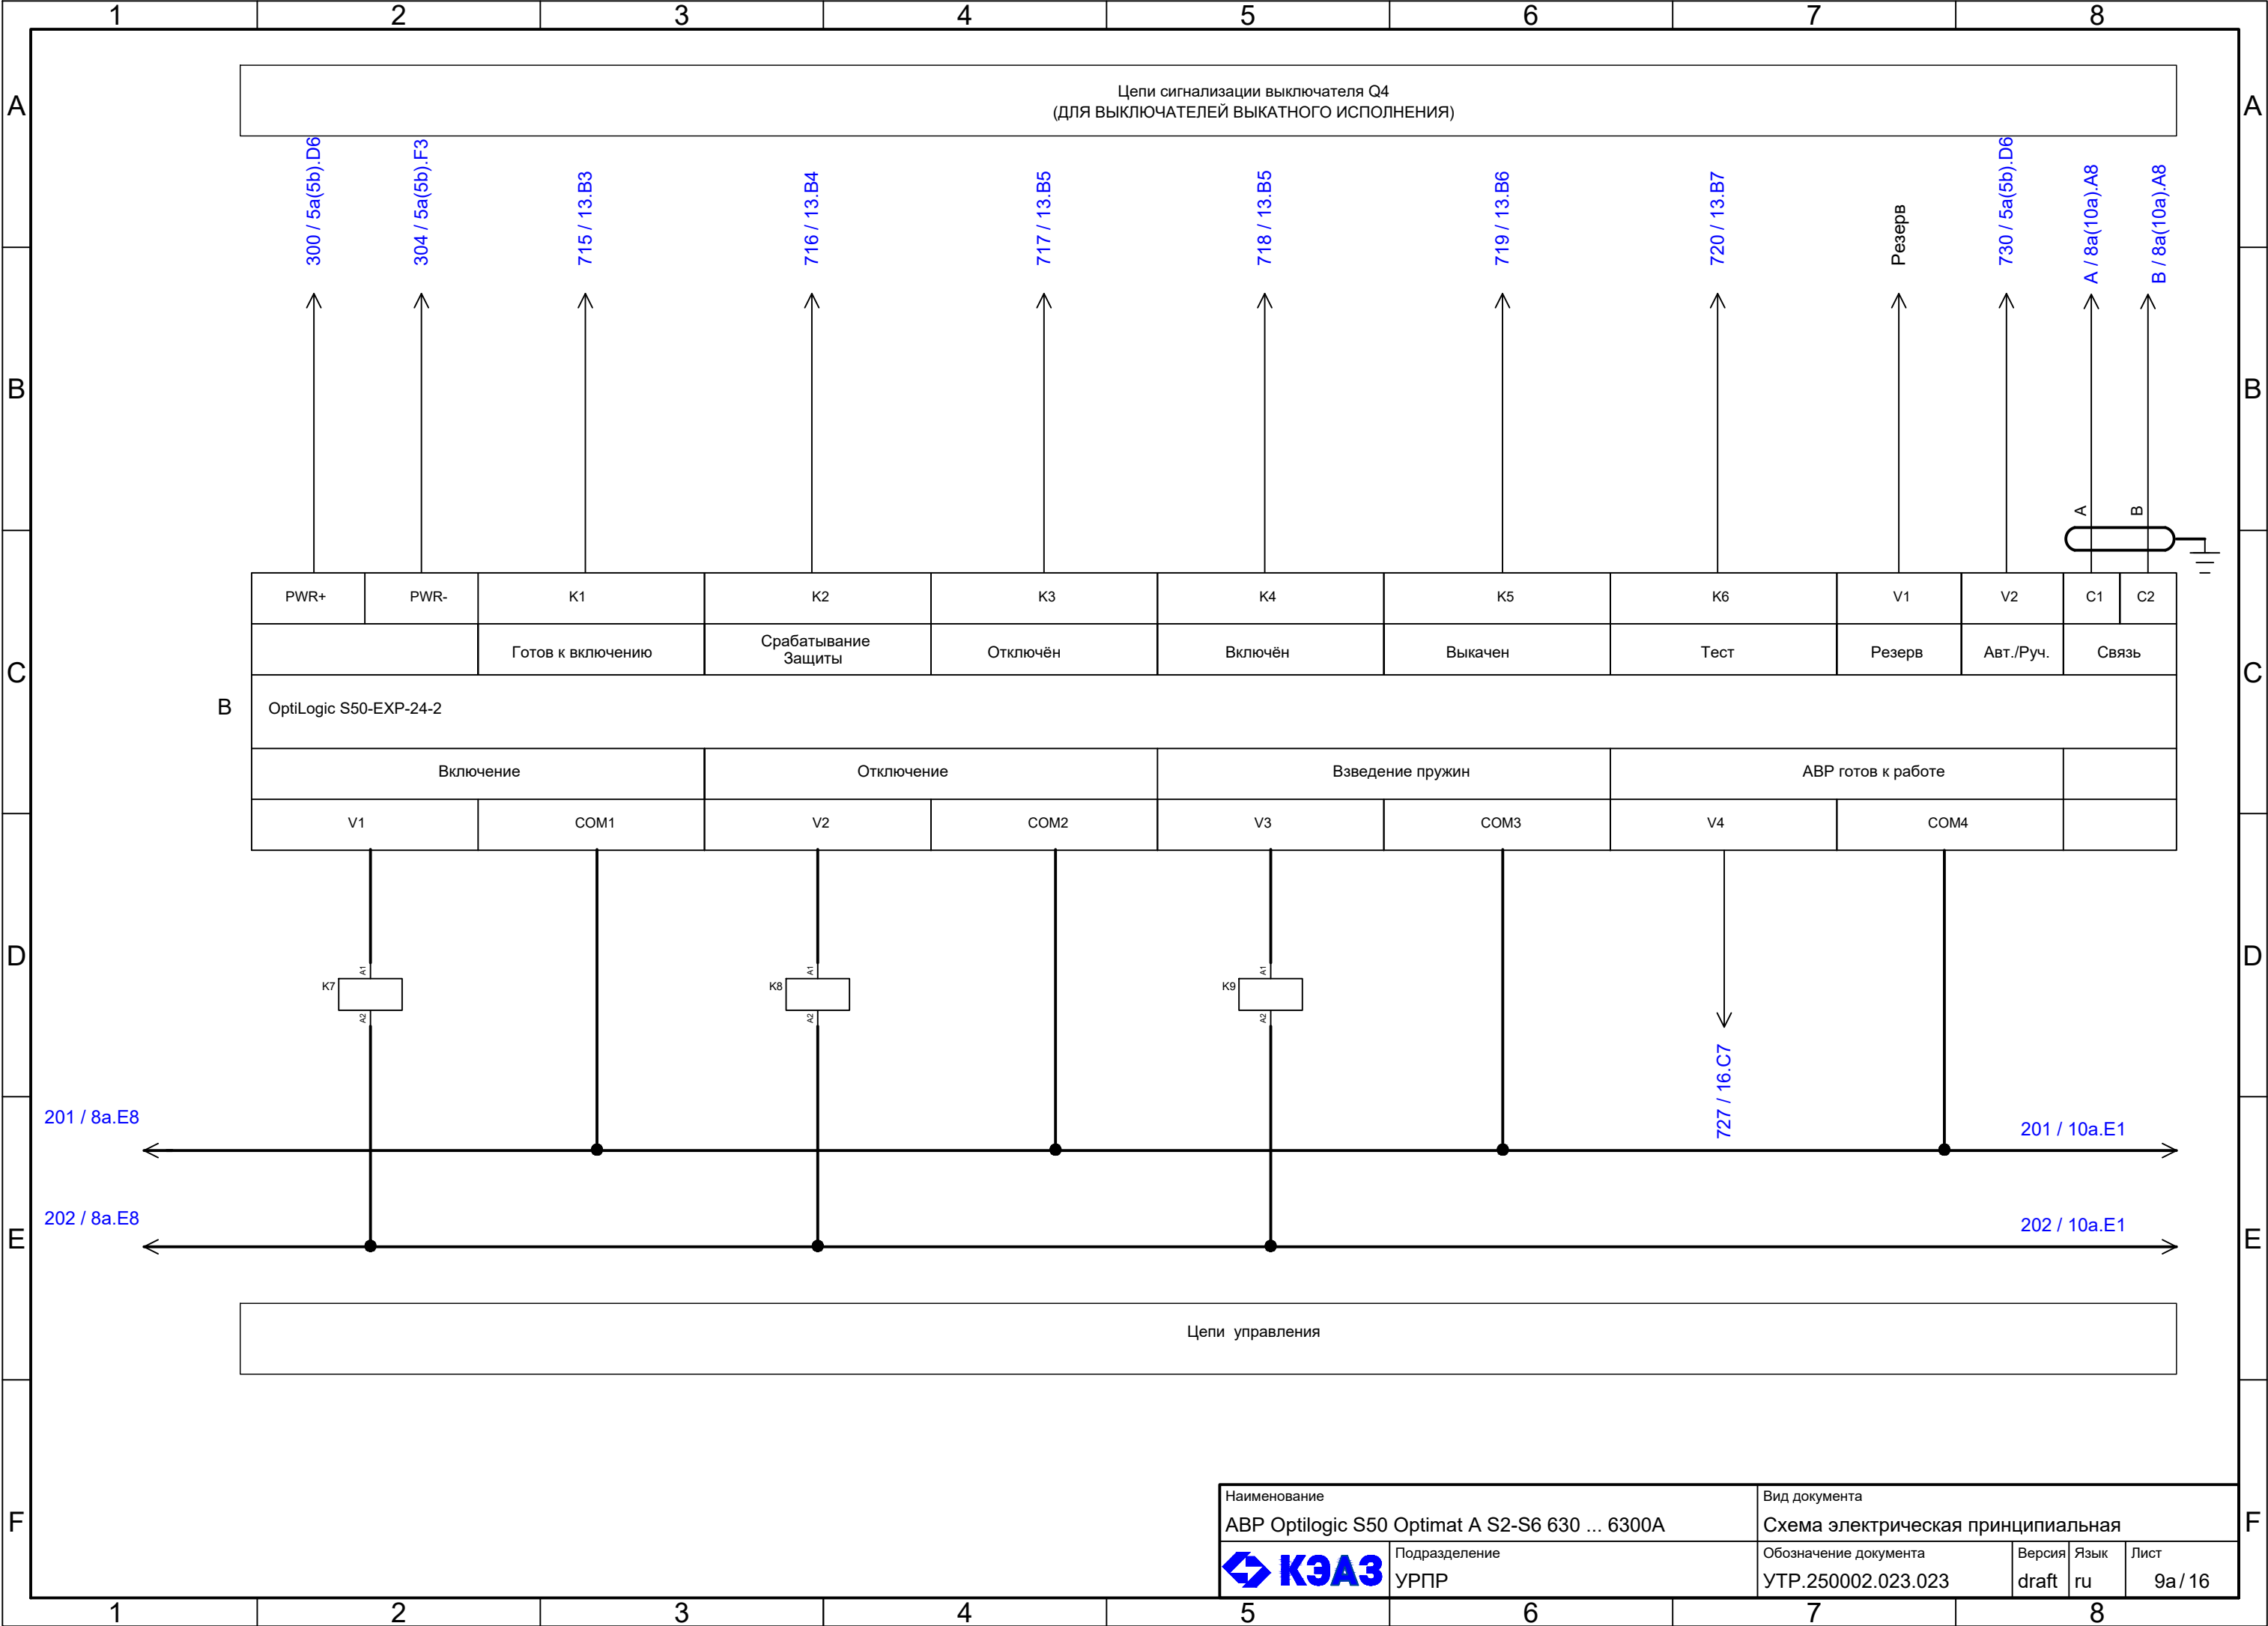 1 2 3 4 5 6 7 8
A A
Цепи сигнализации выключателя Q4
(ДЛЯ ВЫКЛЮЧАТЕЛЕЙ ВЫКАТНОГО ИСПОЛНЕНИЯ)
300 / 5a(5b).D6
304 / 5a(5b).F3
715 / 13.B3
716 / 13.B4
717 / 13.B5
718 / 13.B5
719 / 13.B6
720 / 13.B7
Резерв
730 / 5a(5b).D6
A / 8a(10a).A8
B / 8a(10a).A8
B B
A
B
PWR+ PWR- K1 K2 K3 K4 K5 K6 V1 V2 C1 C2
Готов к включению
Срабатывание
Защиты
Отключён
Включён
Выкачен
Тест
Резерв
Авт./Руч.
Связь
C C
B
OptiLogic S50-EXP-24-2
Включение
Отключение
Взведение пружин
АВР готов к работе
V1 COM1 V2 COM2 V3 COM3 V4 COM4
D D
K7
A1
A2
K8
A1
A2
K9
A1
A2
727 / 16.C7
201 / 8a.E8
201 / 10a.E1
202 / 8a.E8
202 / 10a.E1
E E
Цепи управления
F F
Наименование
АВР Optilogic S50 Optimat A S2-S6 630 ... 6300A
Вид документа
Схема электрическая принципиальная
КЭАЗ
Подразделение
УРПР
Обозначение документа
УТР.250002.023.023
Версия
draft
Язык
ru
Лист
9a / 16
1 2 3 4 5 6 7 8